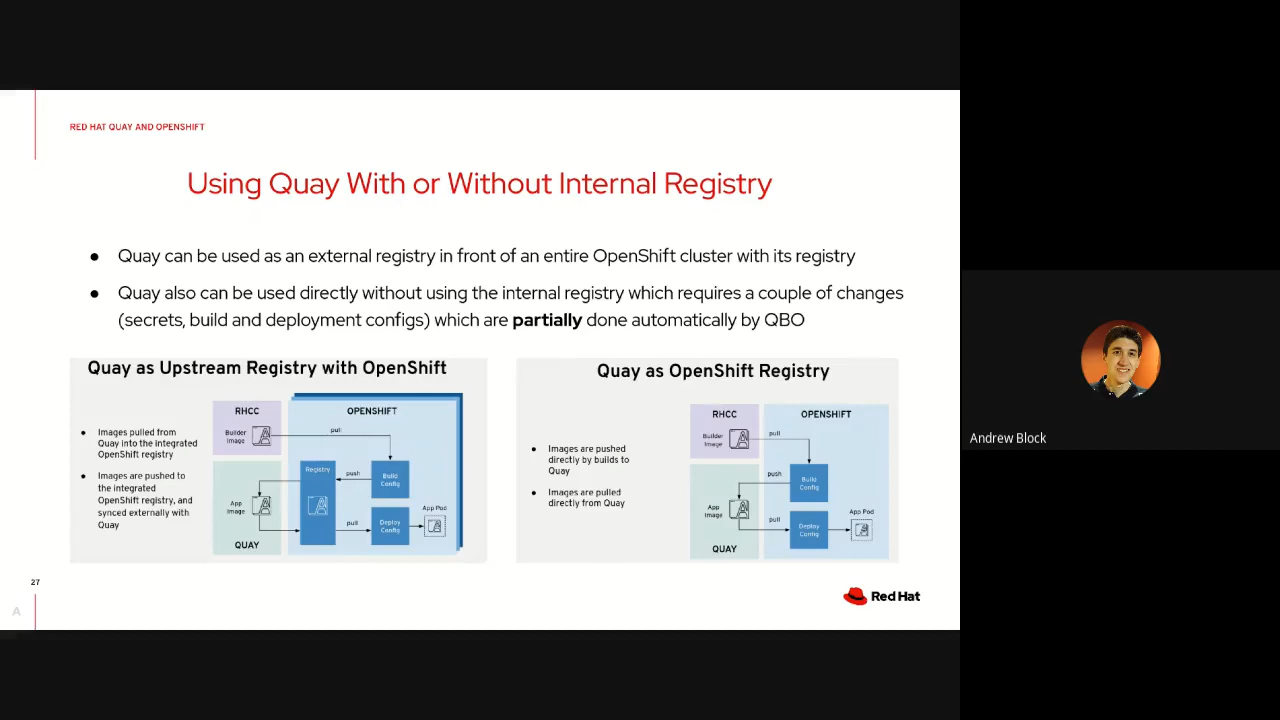 RED HAT QUAY AND OPENSHIFT
Using Quay With or Without Internal Registry
● Quay can be used as an external registry in front of an entire OpenShift cluster with its registry
● Quay also can be used directly without using the internal registry which requires a couple of changes
(secrets, build and deployment configs) which are partially done automatically by QBO
Quay as Upstream Registry with OpenShift
● Images pulled from
Quay into the integrated
OpenShift registry
● Images are pushed to
the integrated
OpenShift registry, and
synced externally with
Quay
RHCC
Builder
Image
OPENSHIFT
pull
Registry
push
Build
Config
App
Image
pull
Deploy
Config
App Pod
QUAY
Quay as OpenShift Registry
● Images are pushed
directly by builds to
Quay
● Images are pulled
directly from Quay
RHCC
Builder
Image
OPENSHIFT
pull
push
Build
Config
App
Image
pull
Deploy
Config
App Pod
QUAY
27
A
Red Hat
Andrew Block